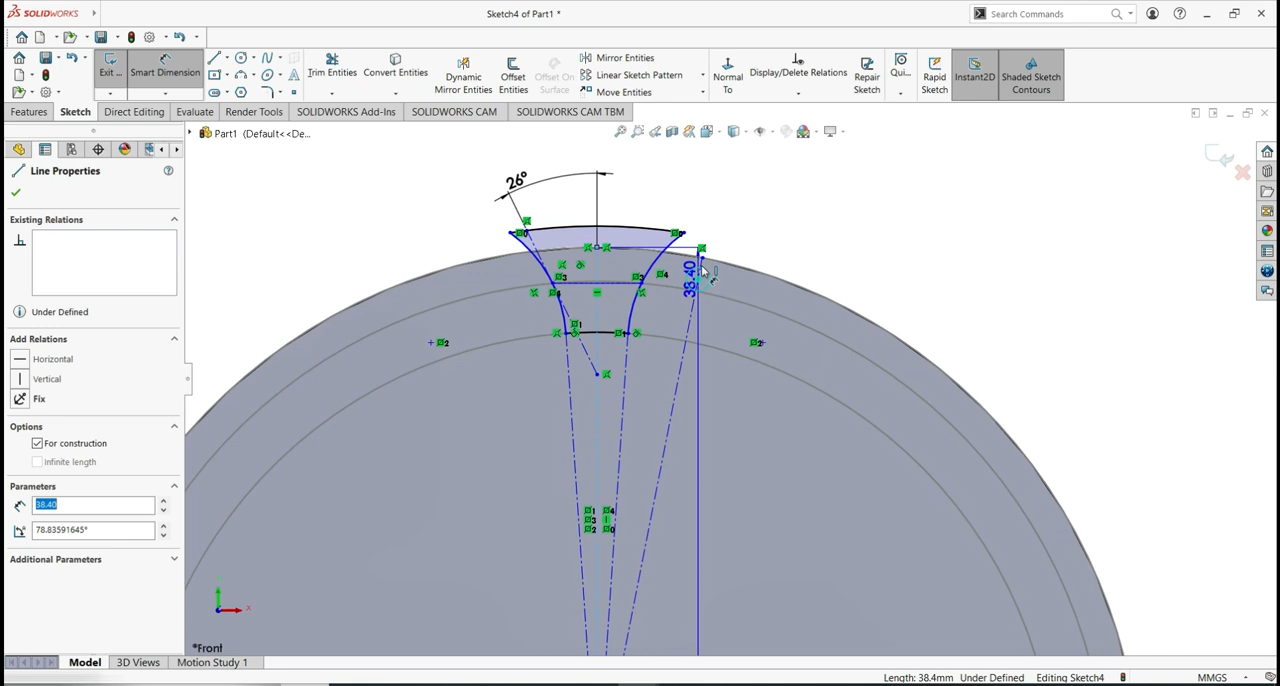 SOLIDWORKS
Sketch4 of Part1 *
Search Commands
Exit ...
Smart Dimension
Trim Entities
Convert Entities
Dynamic Mirror Entities
Offset Entities
Offset On Surface
Mirror Entities
Linear Sketch Pattern
Move Entities
Normal To
Display/Delete Relations
Repair Sketch
Qui...
Rapid Sketch
Instant2D
Shaded Sketch Contours
Features
Sketch
Direct Editing
Evaluate
Render Tools
SOLIDWORKS Add-Ins
SOLIDWORKS CAM
SOLIDWORKS CAM TBM
Part1 (Default<<De...
Line Properties
Existing Relations
Under Defined
Add Relations
Horizontal
Vertical
Fix
Options
For construction
Infinite length
Parameters
38.40
78.83591645°
Additional Parameters
26°
38.40
x
*Front
Model
3D Views
Motion Study 1
Length: 38.4mm Under Defined Editing Sketch4 MMGS